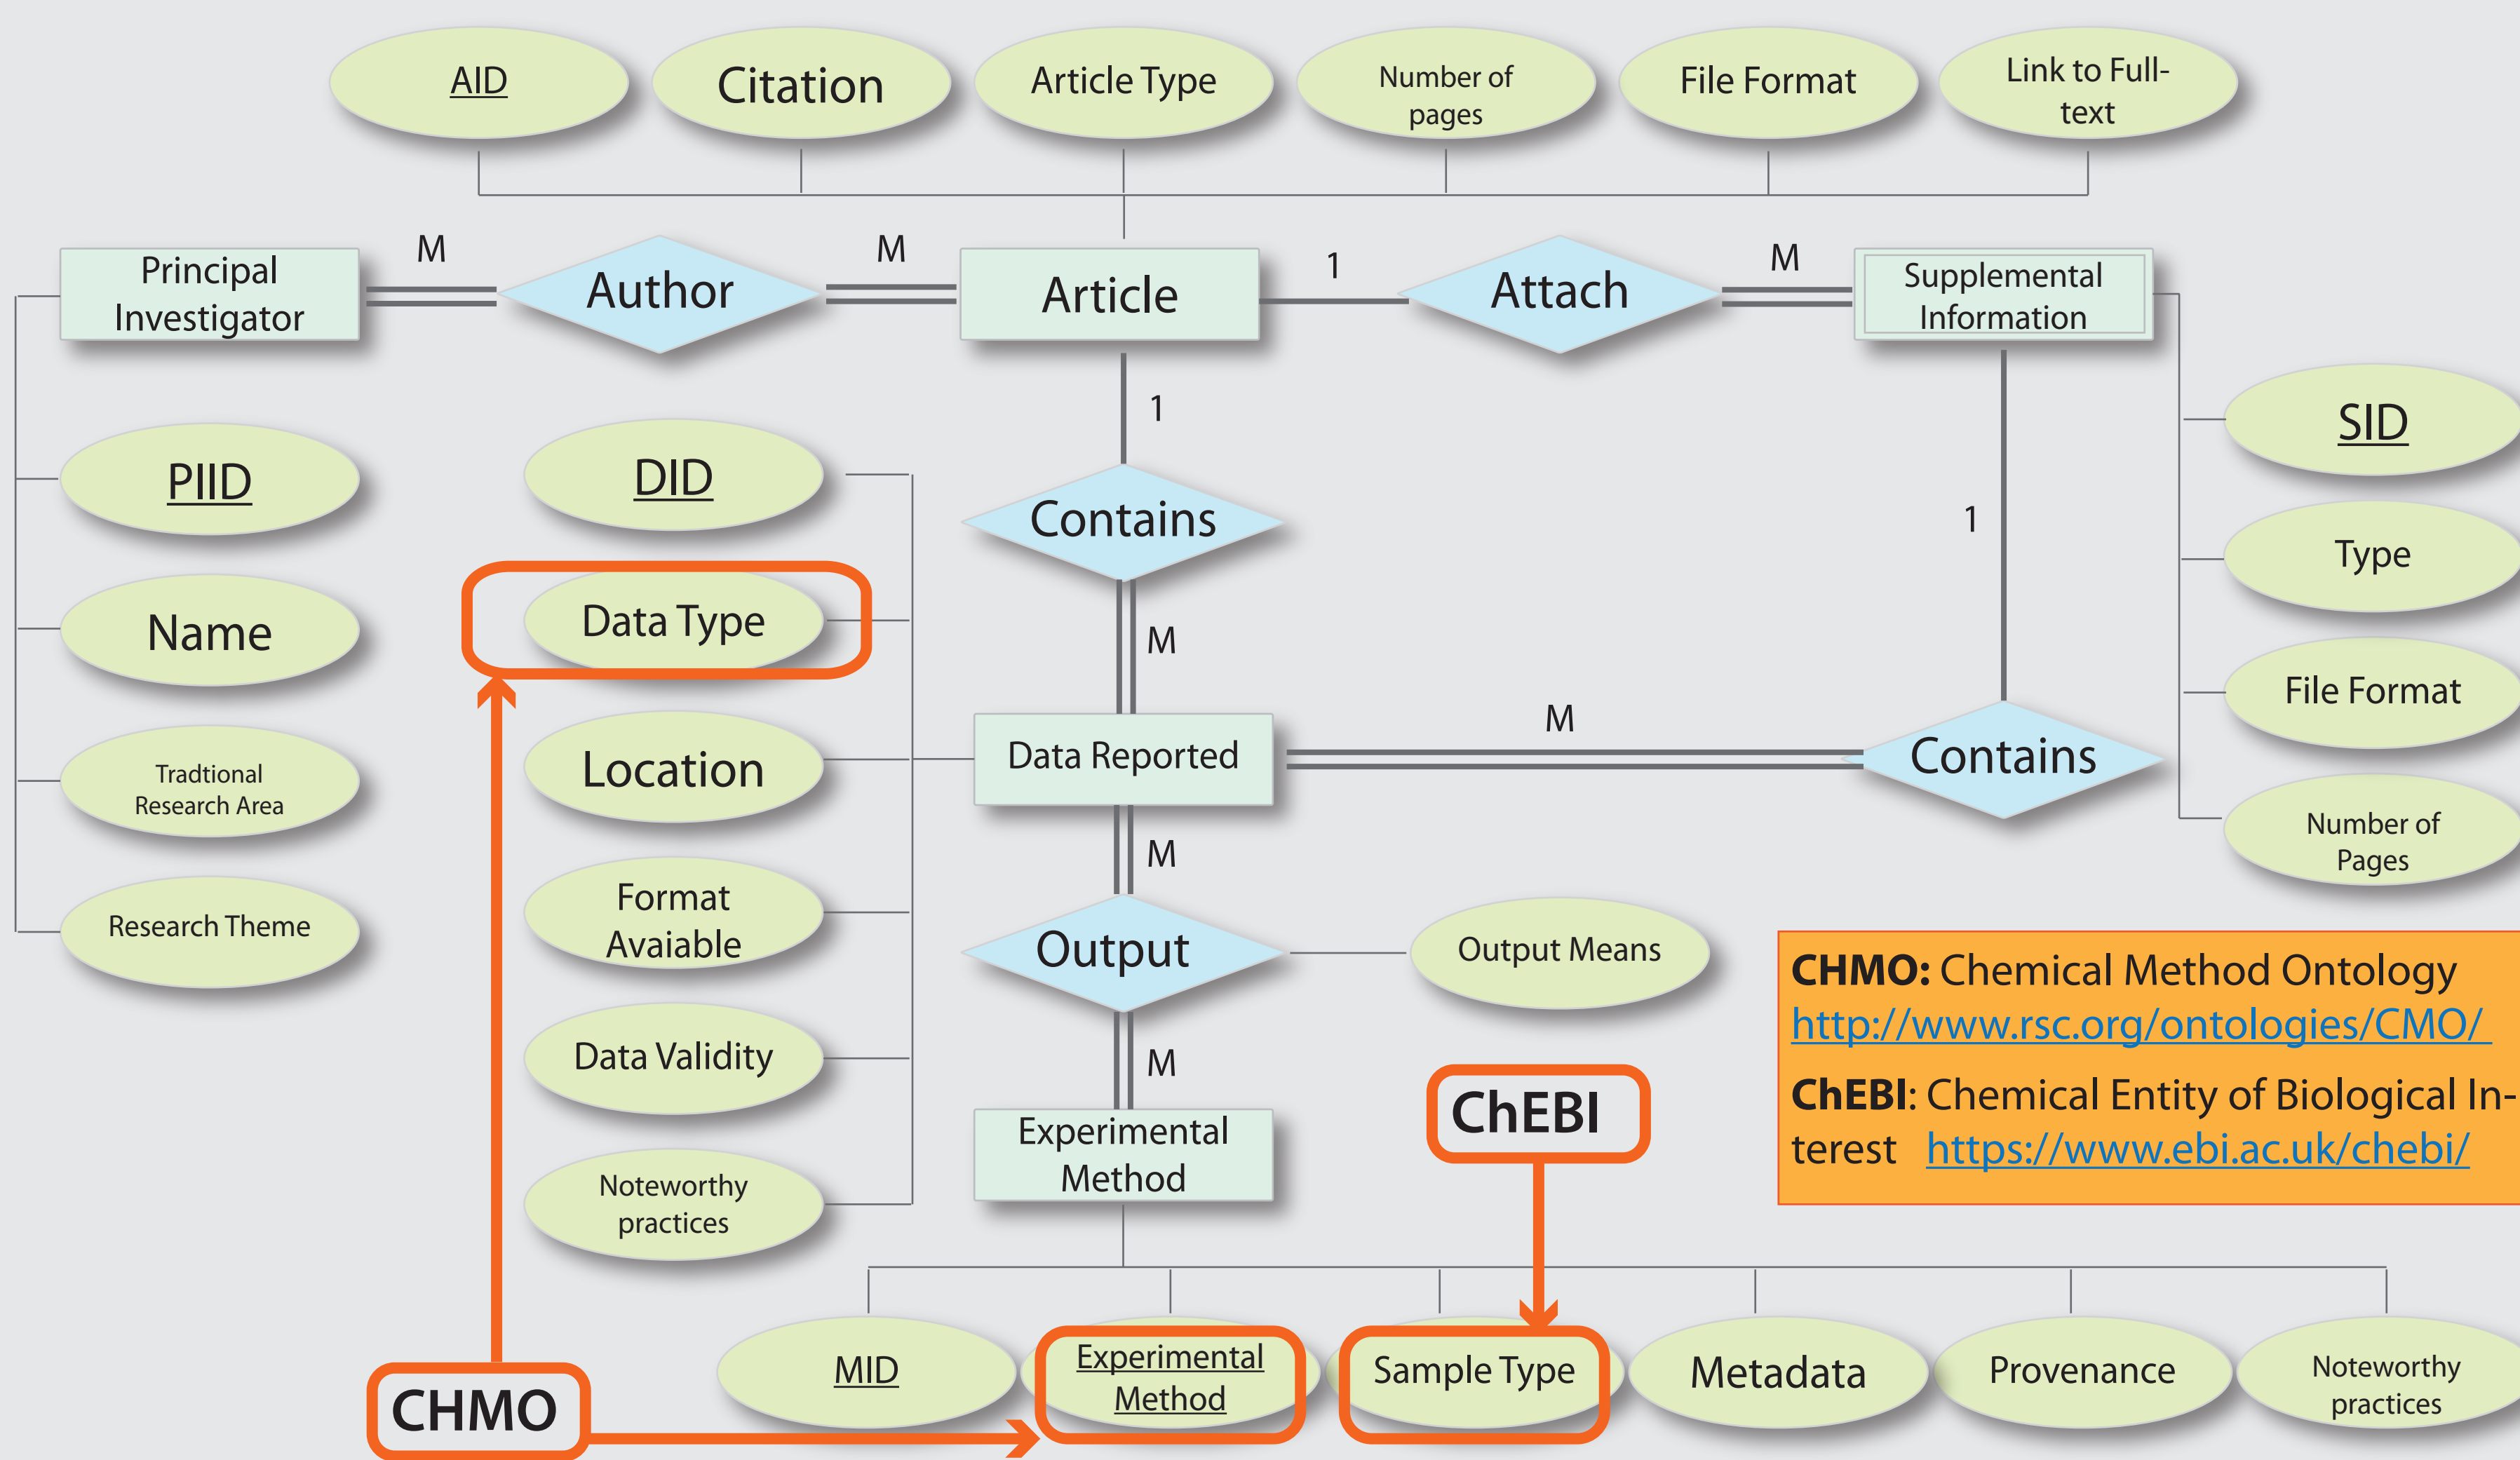 AID
Citation
Article Type
Number of
pages
File Format
Link to Full-
text
Principal
Investigator
M
Author
M
Article
1
Attach
M
Supplemental
Information
PIID
Name
Tradtional
Research Area
Research Theme
DID
Data Type
Location
Format
Avaiable
Data Validity
Noteworthy
practices
1
Contains
M
Data Reported
M
Contains
1
SID
Type
File Format
Number of
Pages
M
Output
Output Means
M
Experimental
Method
ChEBI
CHMO: Chemical Method Ontology
http://www.rsc.org/ontologies/CMO/
ChEBI: Chemical Entity of Biological In-
terest https://www.ebi.ac.uk/chebi/
CHMO
MID
Experimental
Method
Sample Type
Metadata
Provenance
Noteworthy
practices